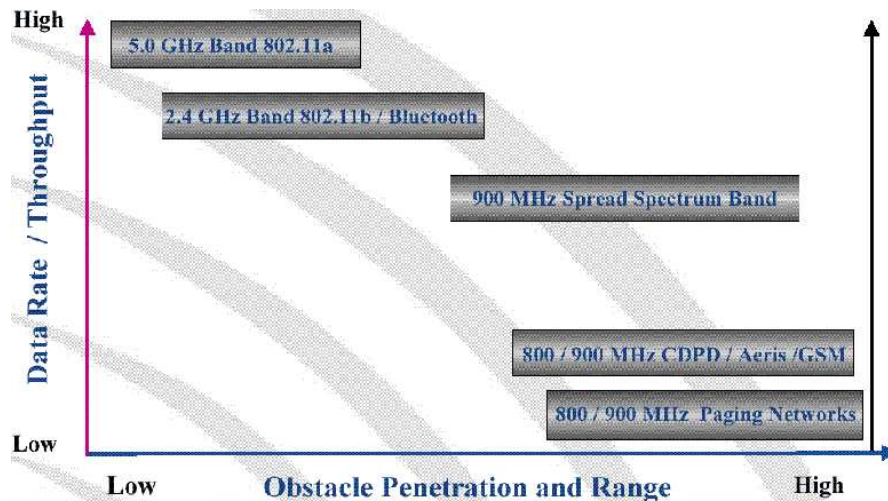 High
5.0 GHz Band 802.11a
2.4 GHz Band 802.11b / Bluctooth
900 MHz Spread Spectrum Band
Data Rate / Throughput
800 / 900 MHz CDPD / Aeris /GSM
800 / 900 MHz Paging Networks
Low
Low
Obstacle Penetration and Range
High